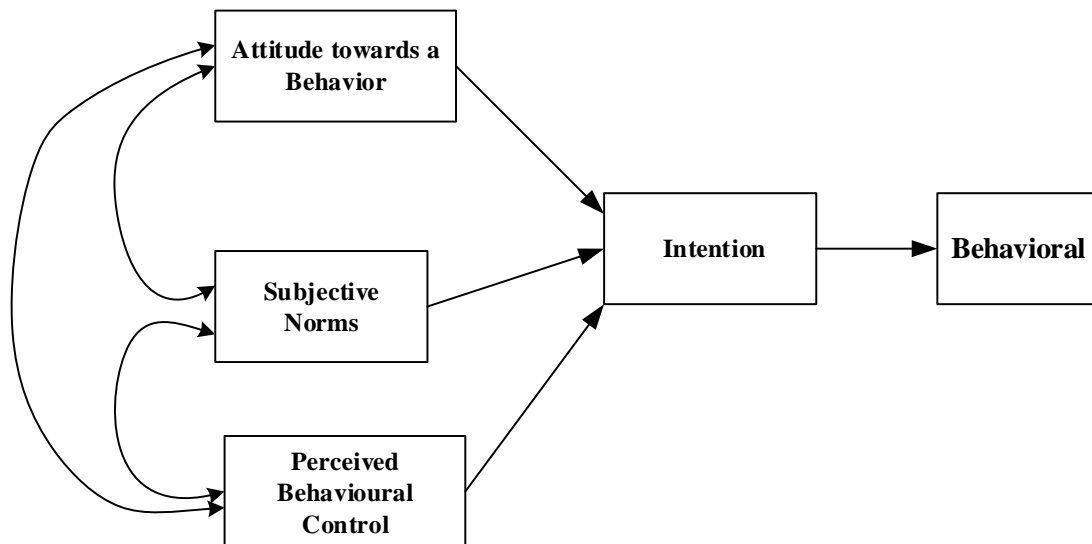 Attitude towards a
Behavior
Subjective
Norms
Perceived
Behavioural
Control
Intention
Behavioral